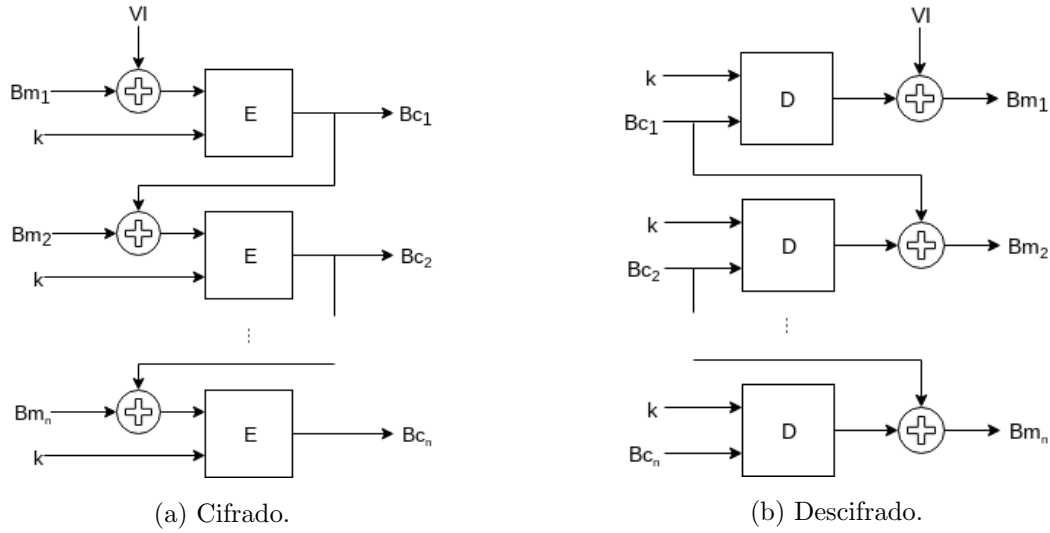 VI
Bm1
E
k
Bc1
Bm2
E
k
Bc2
⋮
Bmn
E
k
Bcn
(a) Cifrado.
VI
k
D
Bc1
Bm1
k
D
Bc2
Bm2
⋮
k
D
Bcn
Bmn
(b) Descifrado.